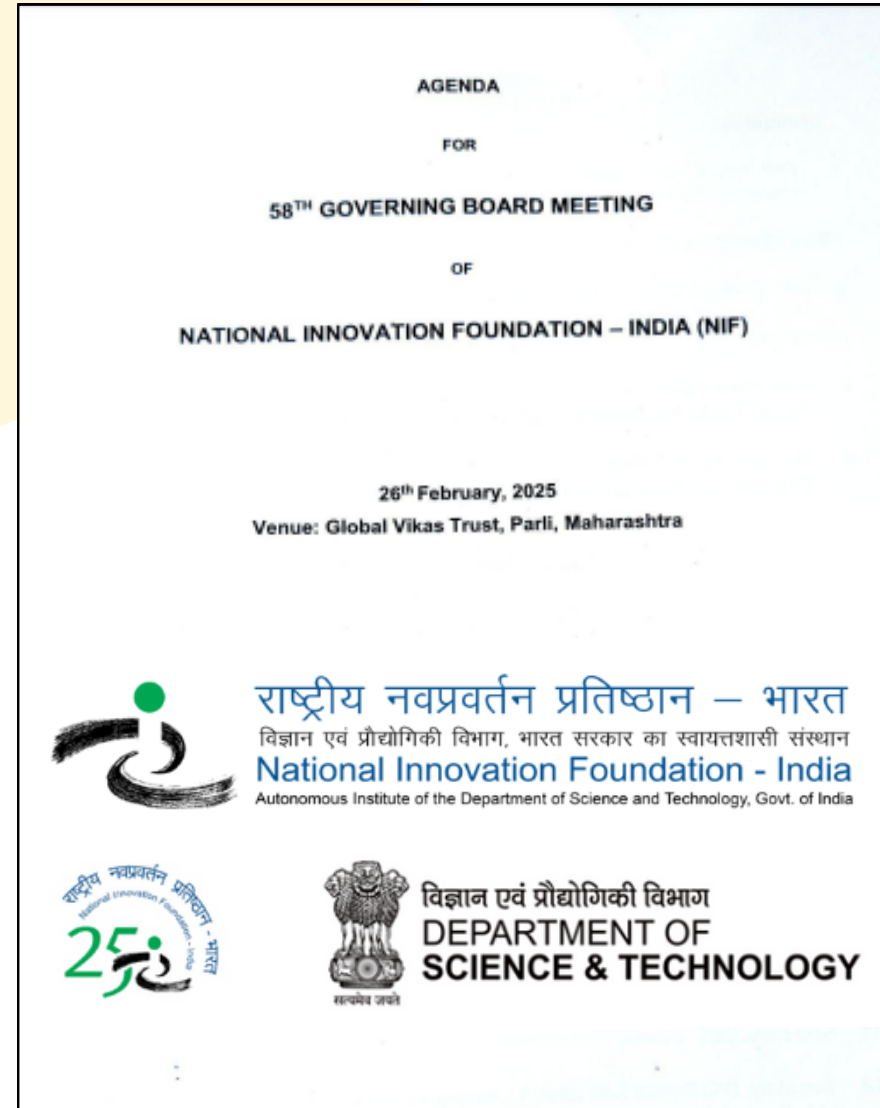 AGENDA
FOR
58TH GOVERNING BOARD MEETING
OF
NATIONAL INNOVATION FOUNDATION – INDIA (NIF)
26th February, 2025
Venue: Global Vikas Trust, Parli, Maharashtra
राष्ट्रीय नवप्रवर्तन प्रतिष्ठान – भारत
विज्ञान एवं प्रौद्योगिकी विभाग, भारत सरकार का स्वायत्तशासी संस्थान
National Innovation Foundation - India
Autonomous Institute of the Department of Science and Technology, Govt. of India
राष्ट्रीय नवप्रवर्तन प्रतिष्ठान - भारत
National Innovation Foundation - India
25
विज्ञान एवं प्रौद्योगिकी विभाग
DEPARTMENT OF
SCIENCE & TECHNOLOGY
सत्यमेव जयते